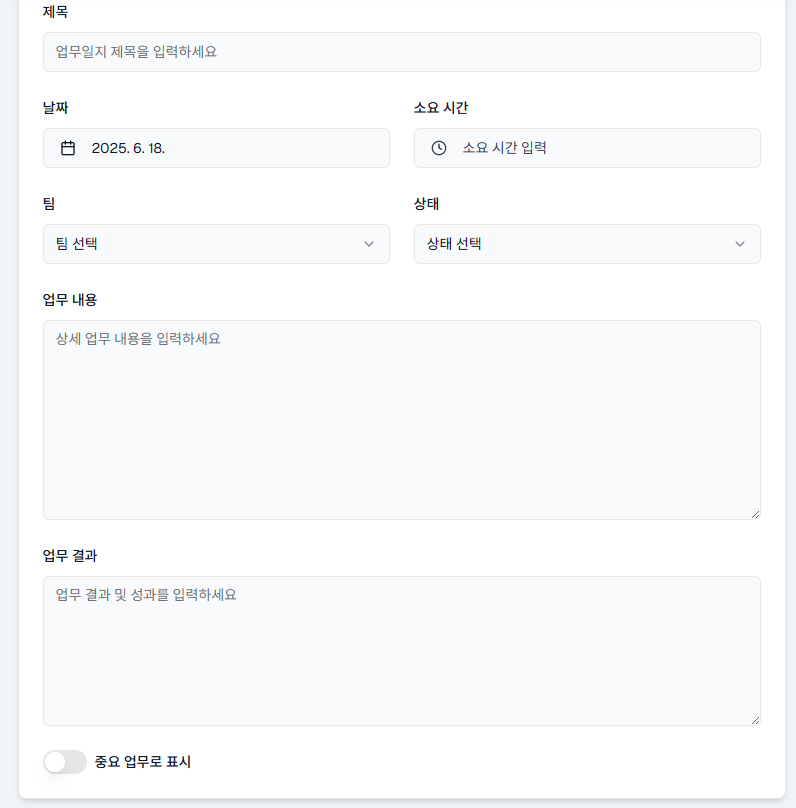 제목
업무일지 제목을 입력하세요
날짜
소요 시간
2025. 6. 18.
소요 시간 입력
팀
상태
팀 선택
상태 선택
업무 내용
상세 업무 내용을 입력하세요
업무 결과
업무 결과 및 성과를 입력하세요
중요 업무로 표시